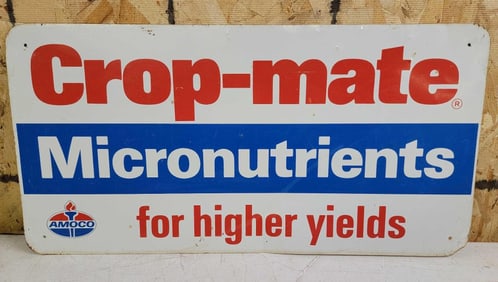 Crop-mate®
Micronutrients
AMOCO
for higher yields